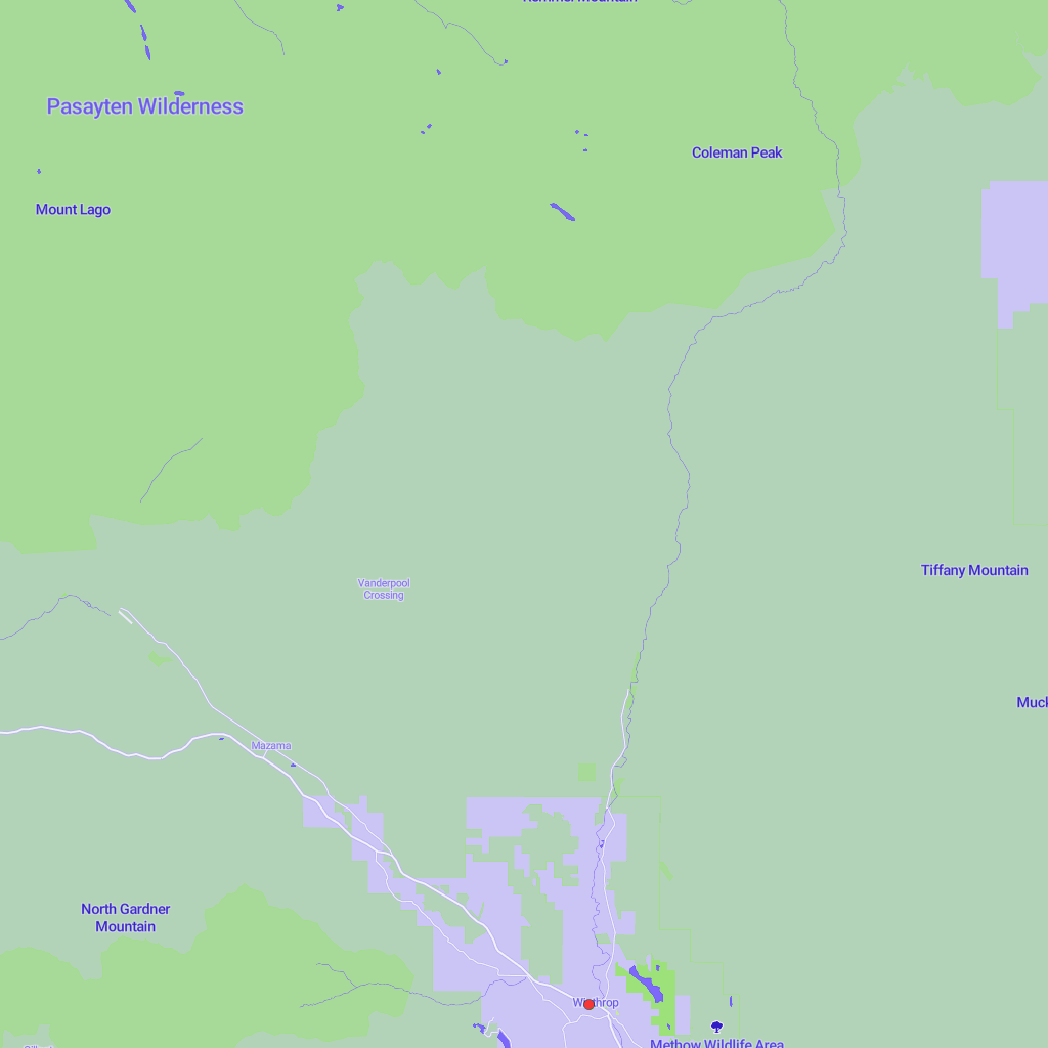 Pasayten Wilderness
Coleman Peak
Mount Lago
Tiffany Mountain
Vanderpool
Crossing
Mazama
North Gardner
Mountain
Winthrop
Methow Wildlife Area